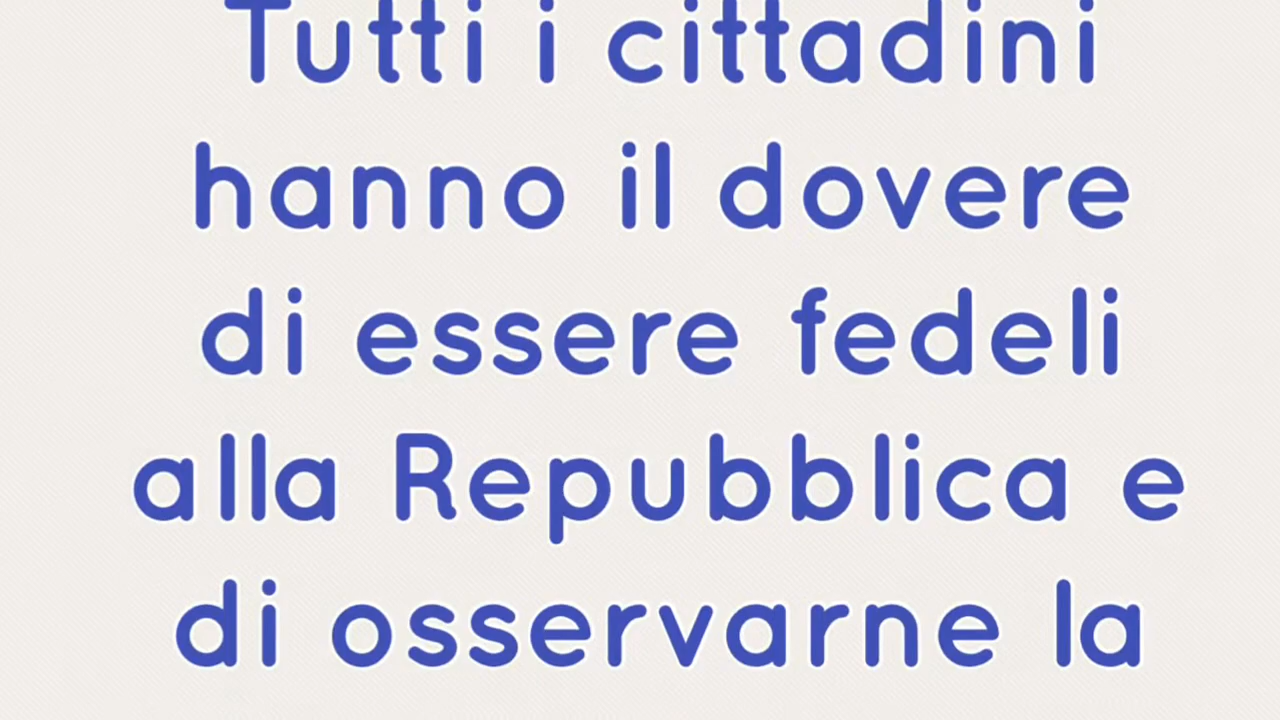 Tutti i cittadini
hanno il dovere
di essere fedeli
alla Repubblica e
di osservarne la